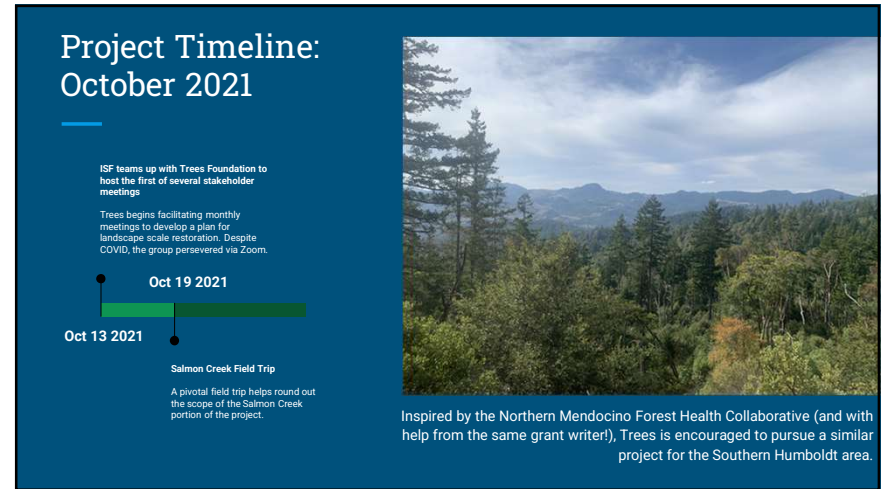 Project Timeline:
October 2021
ISF teams up with Trees Foundation to
host the first of several stakeholder
meetings
Trees begins facilitating monthly
meetings to develop a plan for
landscape scale restoration. Despite
COVID, the group persevered via Zoom.
Oct 19 2021
Oct 13 2021
Salmon Creek Field Trip
A pivotal field trip helps round out
the scope of the Salmon Creek
portion of the project.
Inspired by the Northern Mendocino Forest Health Collaborative (and with
help from the same grant writer!), Trees is encouraged to pursue a similar
project for the Southern Humboldt area.